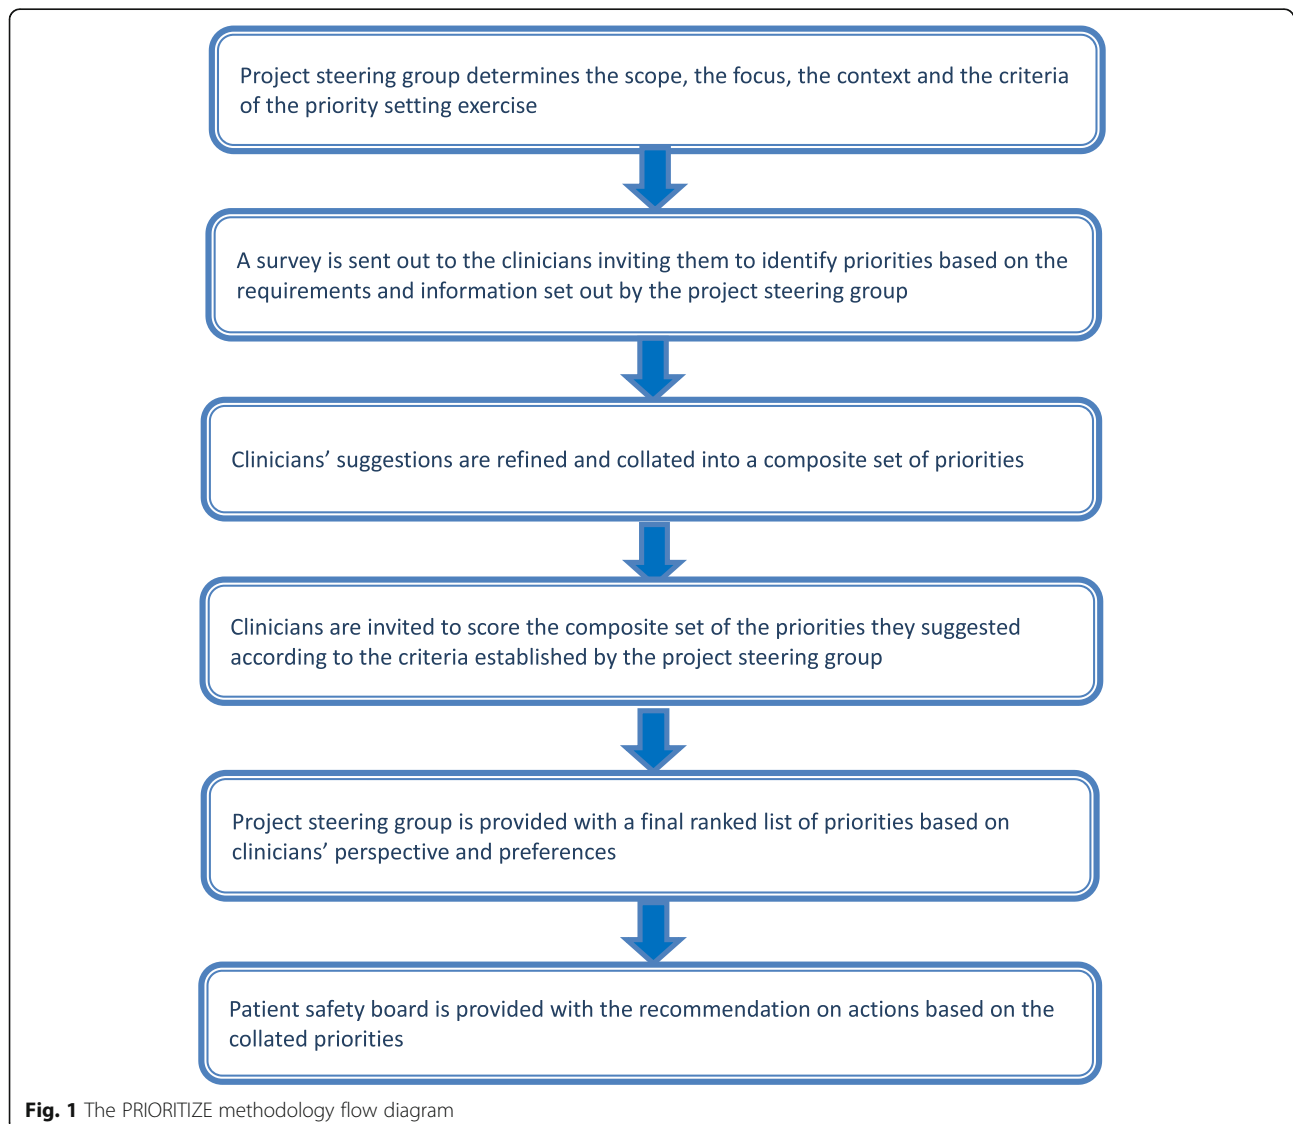 Project steering group determines the scope, the focus, the context and the criteria
of the priority setting exercise
A survey is sent out to the clinicians inviting them to identify priorities based on the
requirements and information set out by the project steering group
Clinicians’ suggestions are refined and collated into a composite set of priorities
Clinicians are invited to score the composite set of the priorities they suggested
according to the criteria established by the project steering group
Project steering group is provided with a final ranked list of priorities based on
clinicians’ perspective and preferences
Patient safety board is provided with the recommendation on actions based on the
collated priorities
Fig. 1 The PRIORITIZE methodology flow diagram